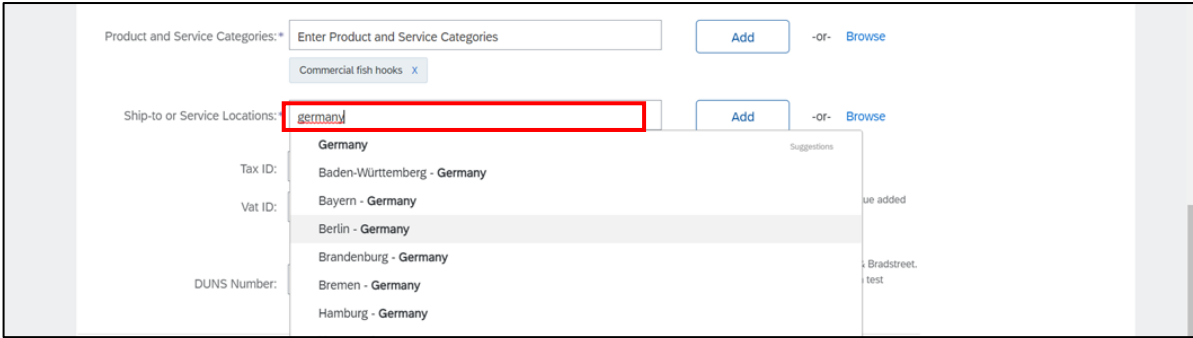 Product and Service Categories:* Enter Product and Service Categories Add -or- Browse
Commercial fish hooks X
Ship-to or Service Locations:* germany Add -or- Browse
Germany Suggestions
Tax ID:
Baden-Württemberg - Germany
Bayern - Germany ue added
Vat ID:
Berlin - Germany
Brandenburg - Germany
& Bradstreet.
DUNS Number: Bremen - Germany test
Hamburg - Germany